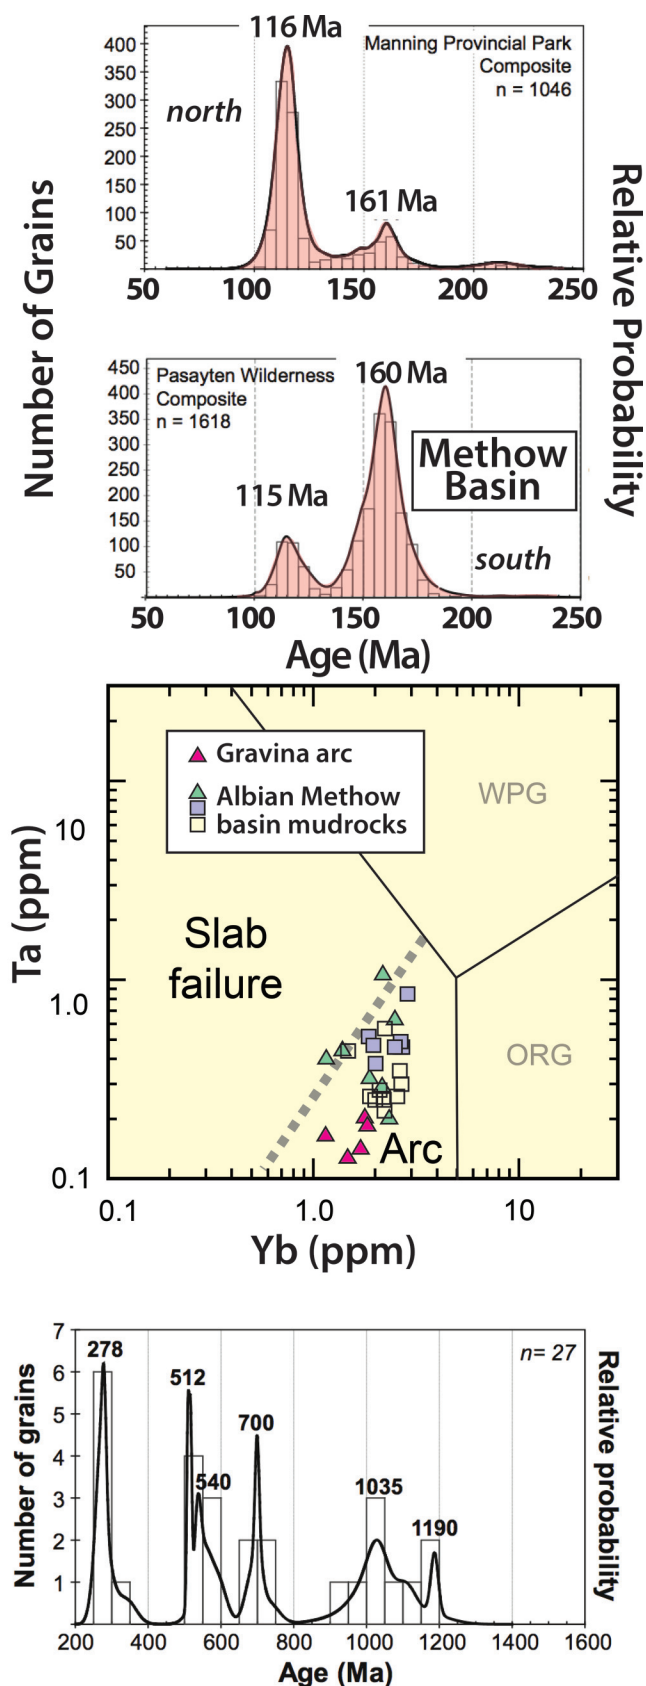 116 Ma
Manning Provincial Park
Composite
n = 1046
north
161 Ma
400
350
300
250
200
150
100
50
50
100
150
200
250
Number of Grains
Relative Probability
Pasayten Wilderness
Composite
n = 1618
160 Ma
Methow
Basin
115 Ma
south
450
400
350
300
250
200
150
100
50
50
100
150
200
250
Age (Ma)
Gravina arc
Albian Methow
basin mudrocks
WPG
Slab
failure
ORG
Arc
Ta (ppm)
10
1.0
0.1
0.1
1.0
10
Yb (ppm)
7
6
5
4
3
2
1
278
512
540
700
1035
1190
n= 27
Number of grains
Relative probability
200
400
600
800
1000
1200
1400
1600
Age (Ma)